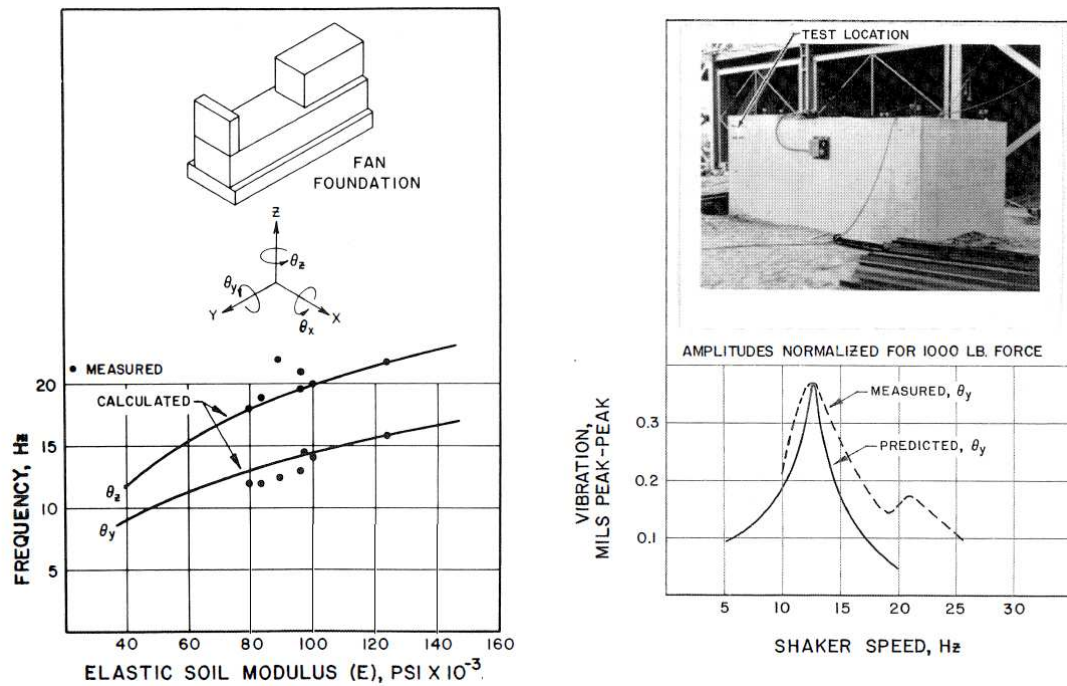 FAN
FOUNDATION
Z
θz
θy
Y
θx
X
• MEASURED
CALCULATED
θz
θy
20
15
10
5
FREQUENCY, Hz
40 60 80 100 120 140 160
ELASTIC SOIL MODULUS (E), PSI X 10⁻³.
TEST LOCATION
AMPLITUDES NORMALIZED FOR 1000 LB. FORCE
MEASURED, θy
PREDICTED, θy
0.3
0.2
0.1
VIBRATION,
MILS PEAK-PEAK
5 10 15 20 25 30
SHAKER SPEED, Hz